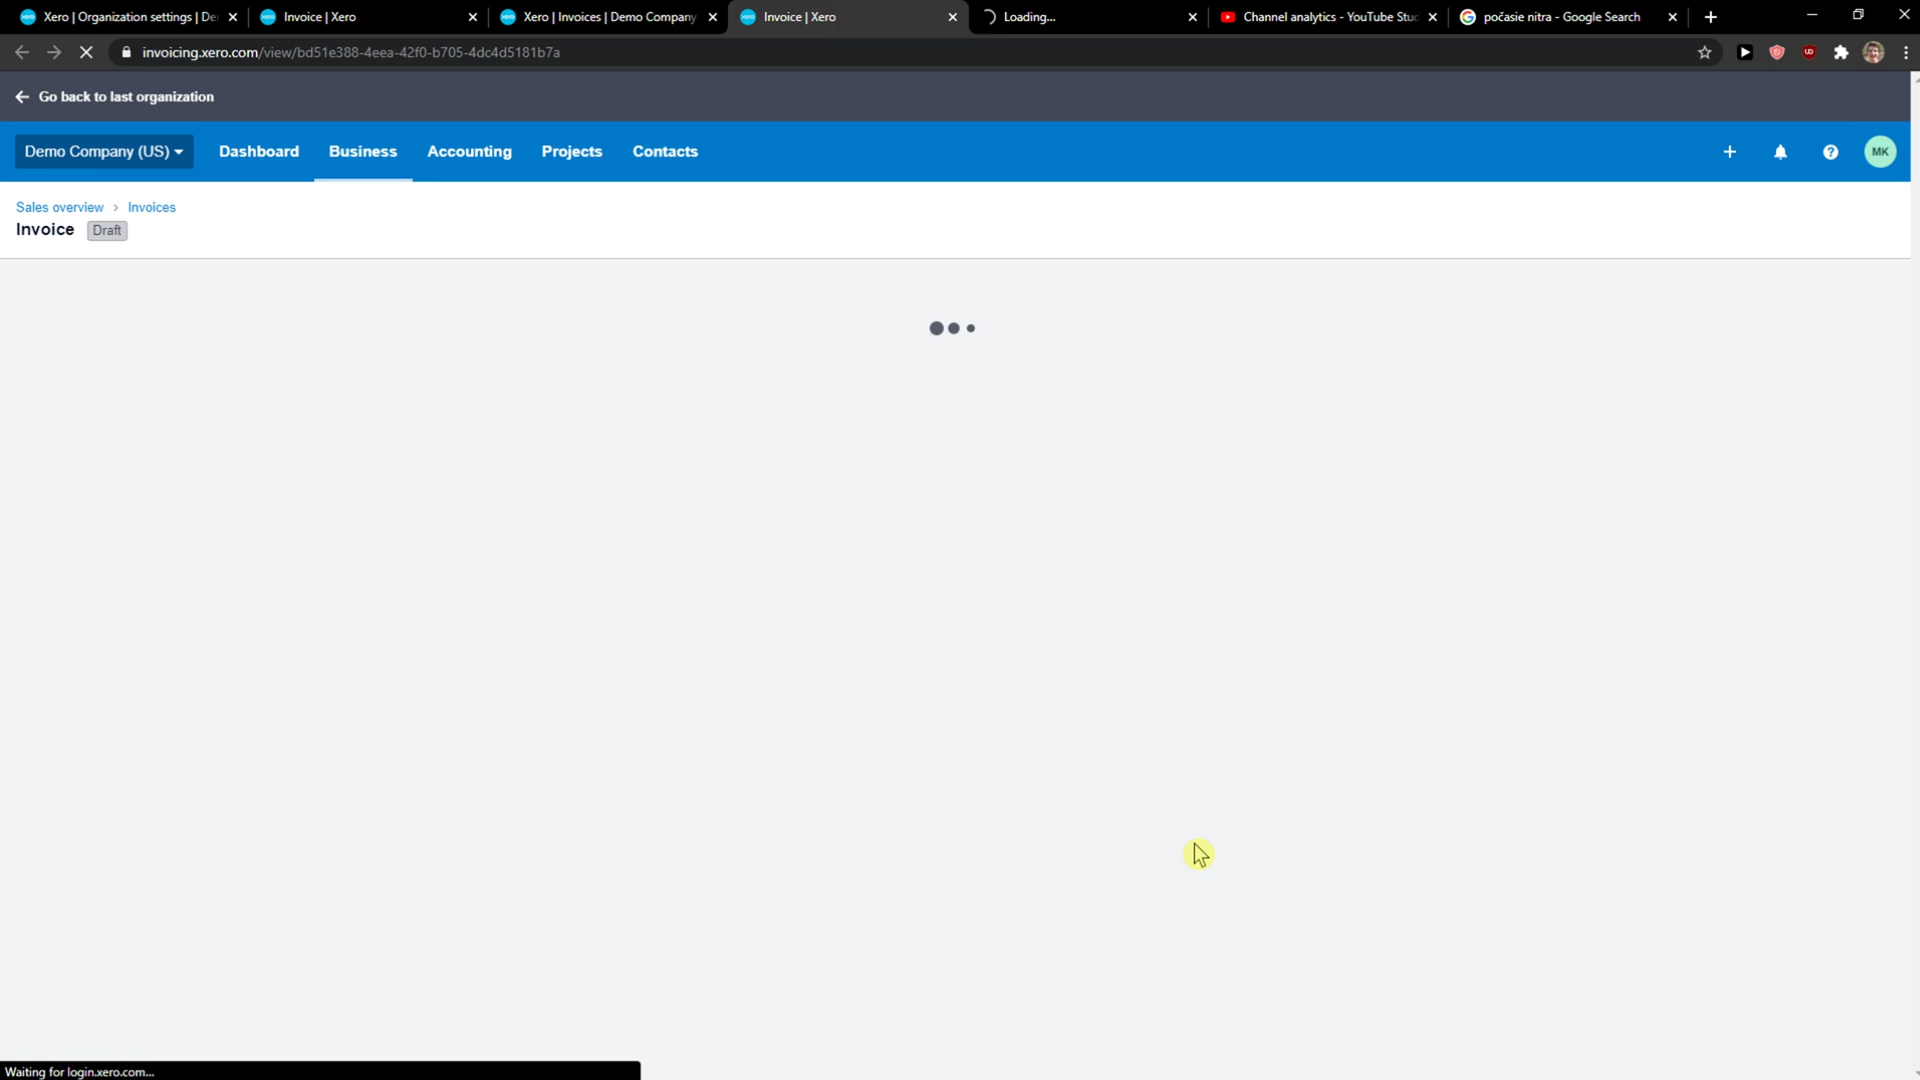 Xero | Organization settings | De
Invoice | Xero
Xero | Invoices | Demo Company
Invoice | Xero
Loading...
Channel analytics - YouTube Stu
počasie nitra - Google Search
invoicing.xero.com/view/bd51e388-4eea-42f0-b705-4dc4d5181b7a
Go back to last organization
Demo Company (US)
Dashboard
Business
Accounting
Projects
Contacts
MK
Sales overview › Invoices
Invoice
Draft
Waiting for login.xero.com...